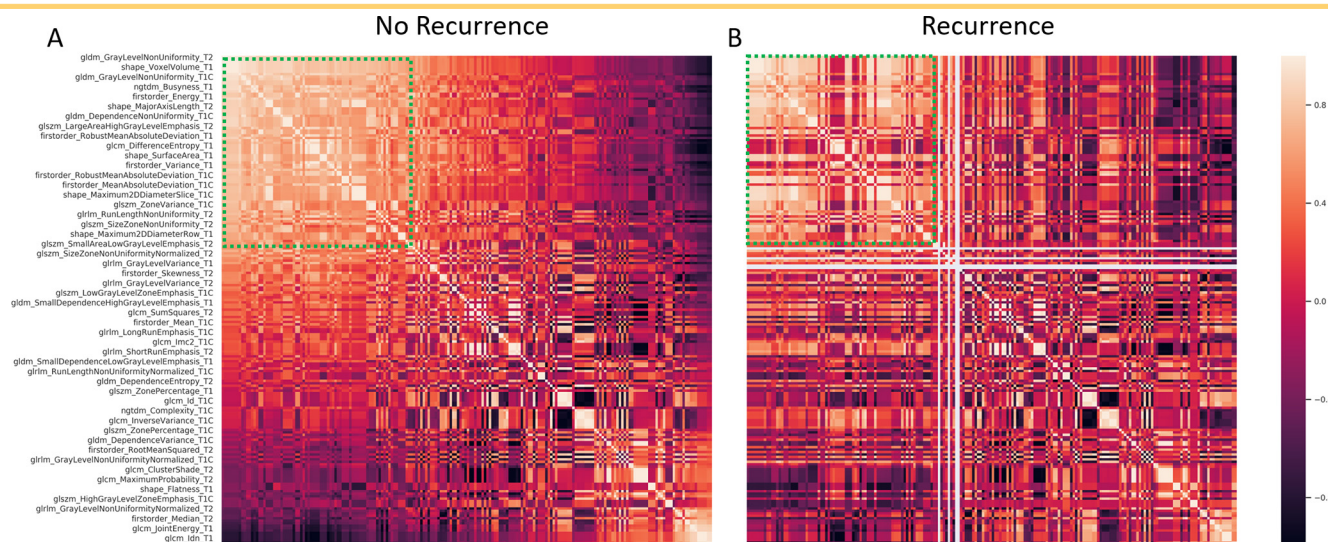 No Recurrence
Recurrence
A
B
gldm_GrayLevelNonUniformity_T2
shape_VoxelVolume_T1
gldm_GrayLevelNonUniformity_T1C
ngtdm_Busyness_T1
firstorder_Energy_T1
shape_MajorAxisLength_T2
gldm_DependenceNonUniformity_T1C
glszm_LargeAreaHighGrayLevelEmphasis_T2
firstorder_RobustMeanAbsoluteDeviation_T1
glcm_DifferenceEntropy_T1
shape_SurfaceArea_T1
firstorder_Variance_T1
firstorder_RobustMeanAbsoluteDeviation_T1C
firstorder_MeanAbsoluteDeviation_T1C
shape_Maximum2DDiameterSlice_T1C
glszm_ZoneVariance_T1C
glrlm_RunLengthNonUniformity_T2
glszm_SizeZoneNonUniformity_T2
shape_Maximum2DDiameterRow_T1
glszm_SmallAreaLowGrayLevelEmphasis_T2
glszm_SizeZoneNonUniformityNormalized_T2
glrlm_GrayLevelVariance_T1
firstorder_Skewness_T2
glrlm_GrayLevelVariance_T2
glszm_LowGrayLevelZoneEmphasis_T1C
gldm_SmallDependenceHighGrayLevelEmphasis_T1
glcm_SumSquares_T2
firstorder_Mean_T1C
glrlm_LongRunEmphasis_T1C
glcm_Imc2_T1C
glrlm_ShortRunEmphasis_T2
gldm_SmallDependenceLowGrayLevelEmphasis_T1
glrlm_RunLengthNonUniformityNormalized_T1C
gldm_DependenceEntropy_T2
glszm_ZonePercentage_T1
glcm_Id_T1C
ngtdm_Complexity_T1C
glcm_InverseVariance_T1C
glszm_ZonePercentage_T1C
gldm_DependenceVariance_T1C
firstorder_RootMeanSquared_T2
glrlm_GrayLevelNonUniformityNormalized_T1C
glcm_ClusterShade_T2
glcm_MaximumProbability_T2
shape_Flatness_T1
glszm_HighGrayLevelZoneEmphasis_T1C
glrlm_GrayLevelNonUniformityNormalized_T2
firstorder_Median_T2
glcm_JointEnergy_T1
glcm_Idn_T1
0.8
0.4
0.0